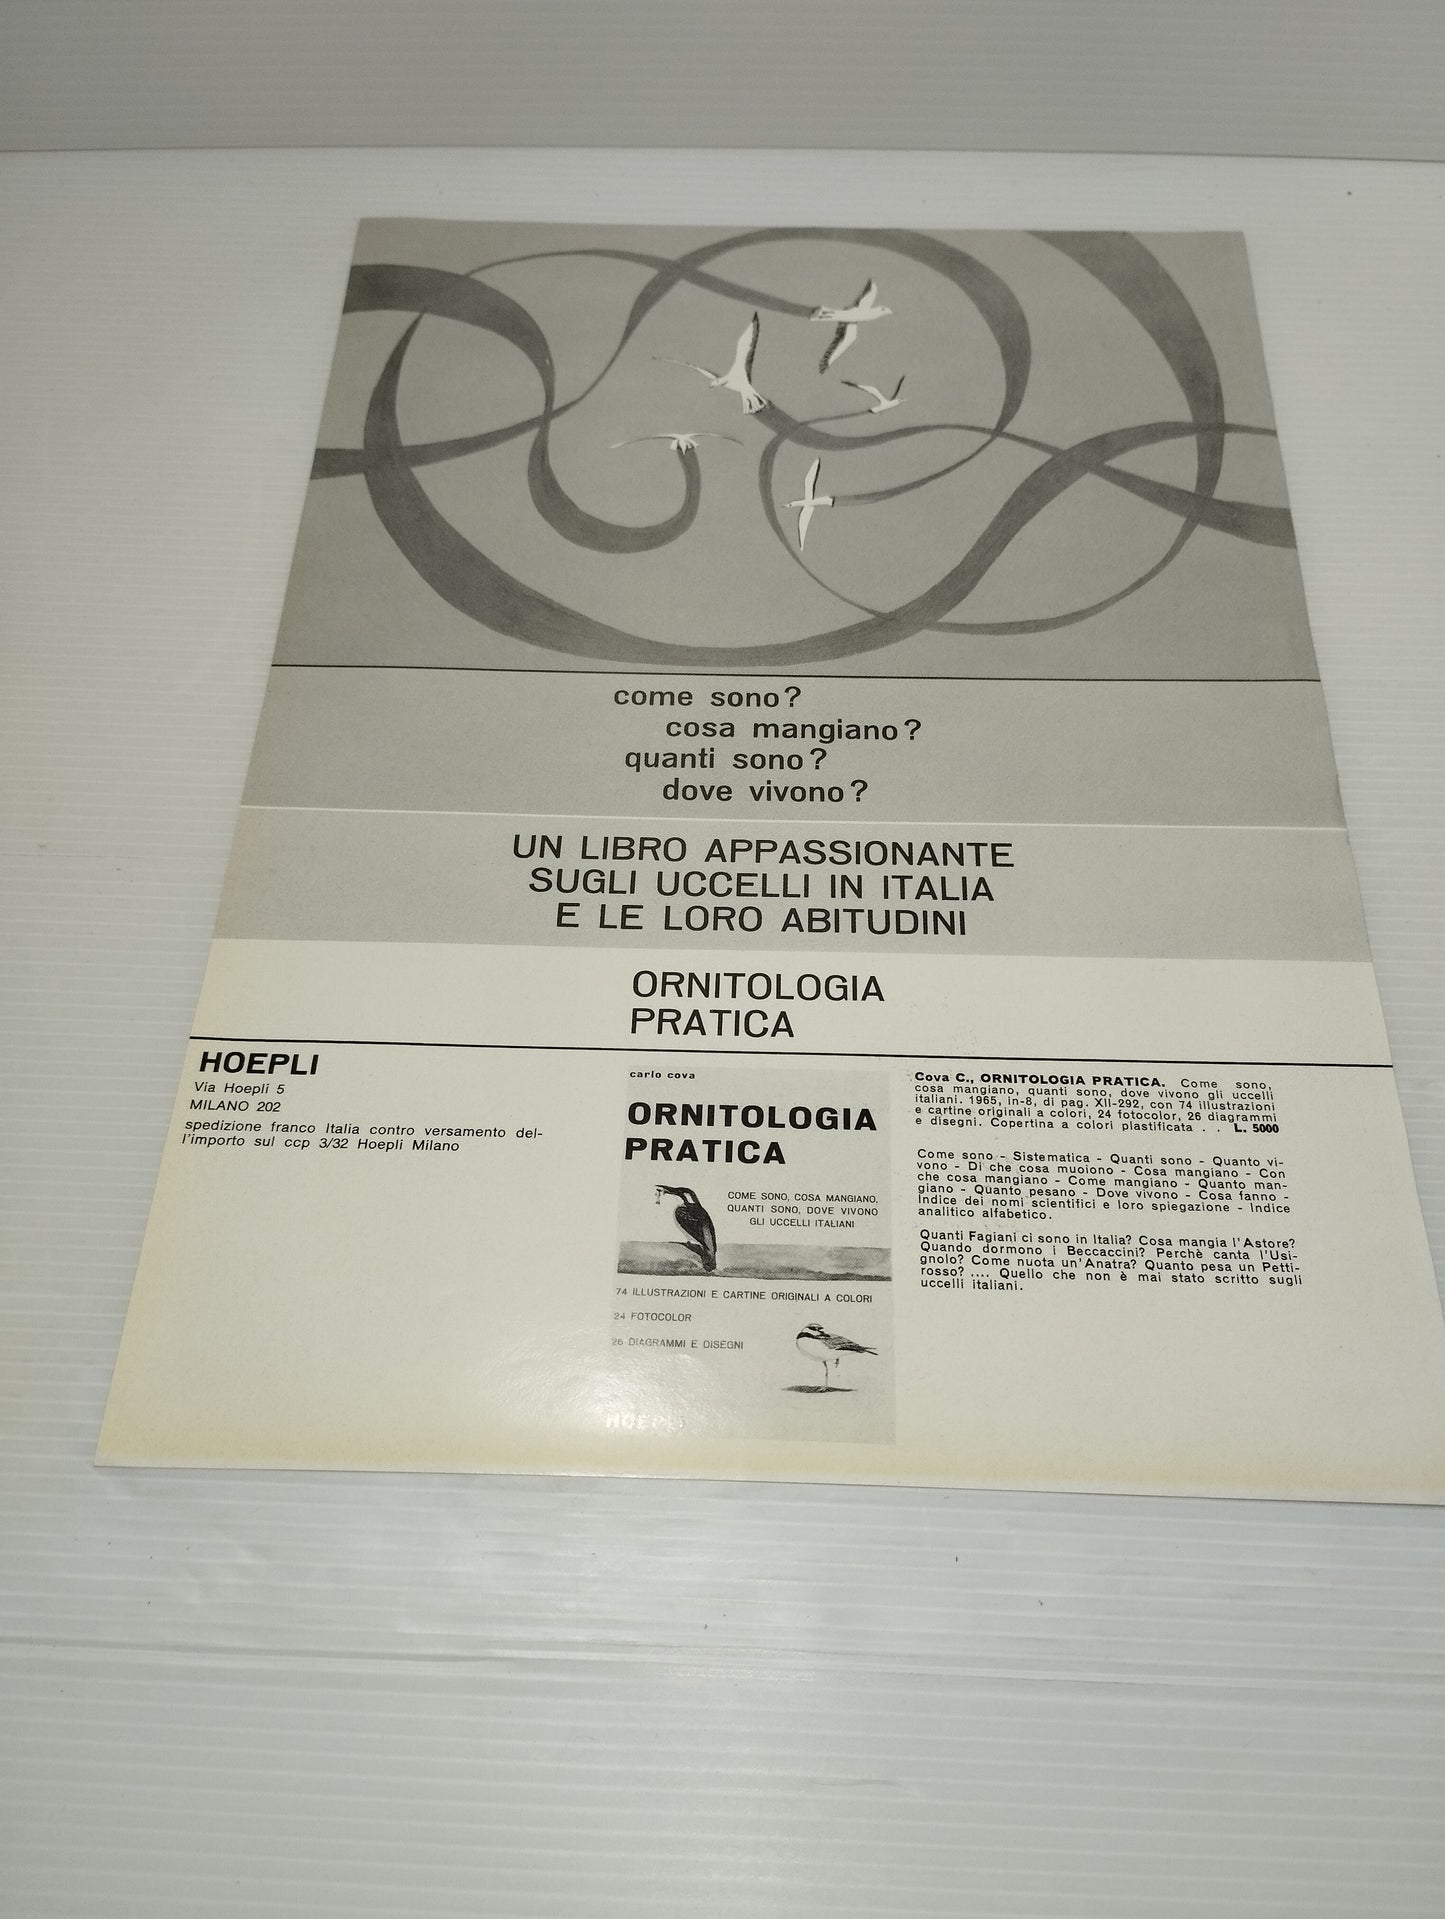 come sono?
cosa mangiano?
quanti sono?
dove vivono?
UN LIBRO APPASSIONANTE
SUGLI UCCELLI IN ITALIA
E LE LORO ABITUDINI
ORNITOLOGIA
PRATICA
HOEPLI
Via Hoepli 5
MILANO 202
spedizione franco Italia contro versamento del-
l'importo sul ccp 3/32 Hoepli Milano
carlo cova
ORNITOLOGIA
PRATICA
COME SONO, COSA MANGIANO,
QUANTI SONO, DOVE VIVONO
GLI UCCELLI ITALIANI
74 ILLUSTRAZIONI E CARTINE ORIGINALI A COLORI
24 FOTOCOLOR
26 DIAGRAMMI E DISEGNI
HOEPLI
Cova C., ORNITOLOGIA PRATICA. Come sono,
cosa mangiano, quanti sono, dove vivono gli uccelli
italiani. 1965, in-8, di pag. XII-292, con 74 illustrazioni
e cartine originali a colori, 24 fotocolor, 26 diagrammi
e disegni. Copertina a colori plastificata . . L. 5000
Come sono - Sistematica - Quanti sono - Quanto vi-
vono - Di che cosa muoiono - Cosa mangiano - Con
che cosa mangiano - Come mangiano - Quanto man-
giano - Quanto pesano - Dove vivono - Cosa fanno -
Indice dei nomi scientifici e loro spiegazione - Indice
analitico alfabetico.
Quanti Fagiani ci sono in Italia? Cosa mangia l'Astore?
Quando dormono i Beccaccini? Perchè canta l'Usi-
gnolo? Come nuota un'Anatra? Quanto pesa un Petti-
rosso? .... Quello che non è mai stato scritto sugli
uccelli italiani.